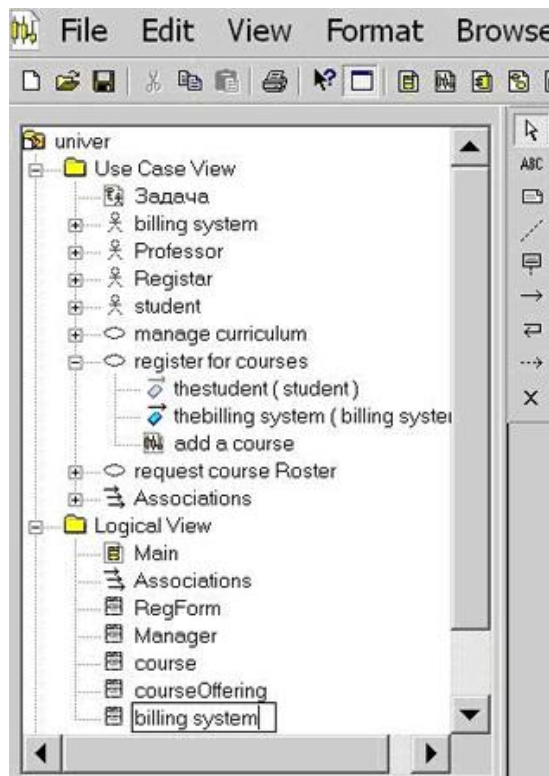 File Edit View Format Browse
univer
Use Case View
Задача
billing system
Professor
Registar
student
manage curriculum
register for courses
thestudent ( student )
thebilling system ( billing syster
add a course
request course Roster
Associations
Logical View
Main
Associations
RegForm
Manager
course
courseOffering
billing system
ABC